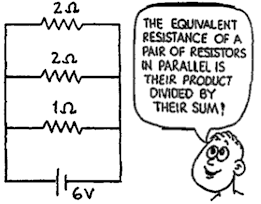 2Ω
2Ω
1Ω
6V
THE EQUIVALENT
RESISTANCE OF A
PAIR OF RESISTORS
IN PARALLEL IS
THEIR PRODUCT
DIVIDED BY
THEIR SUM!